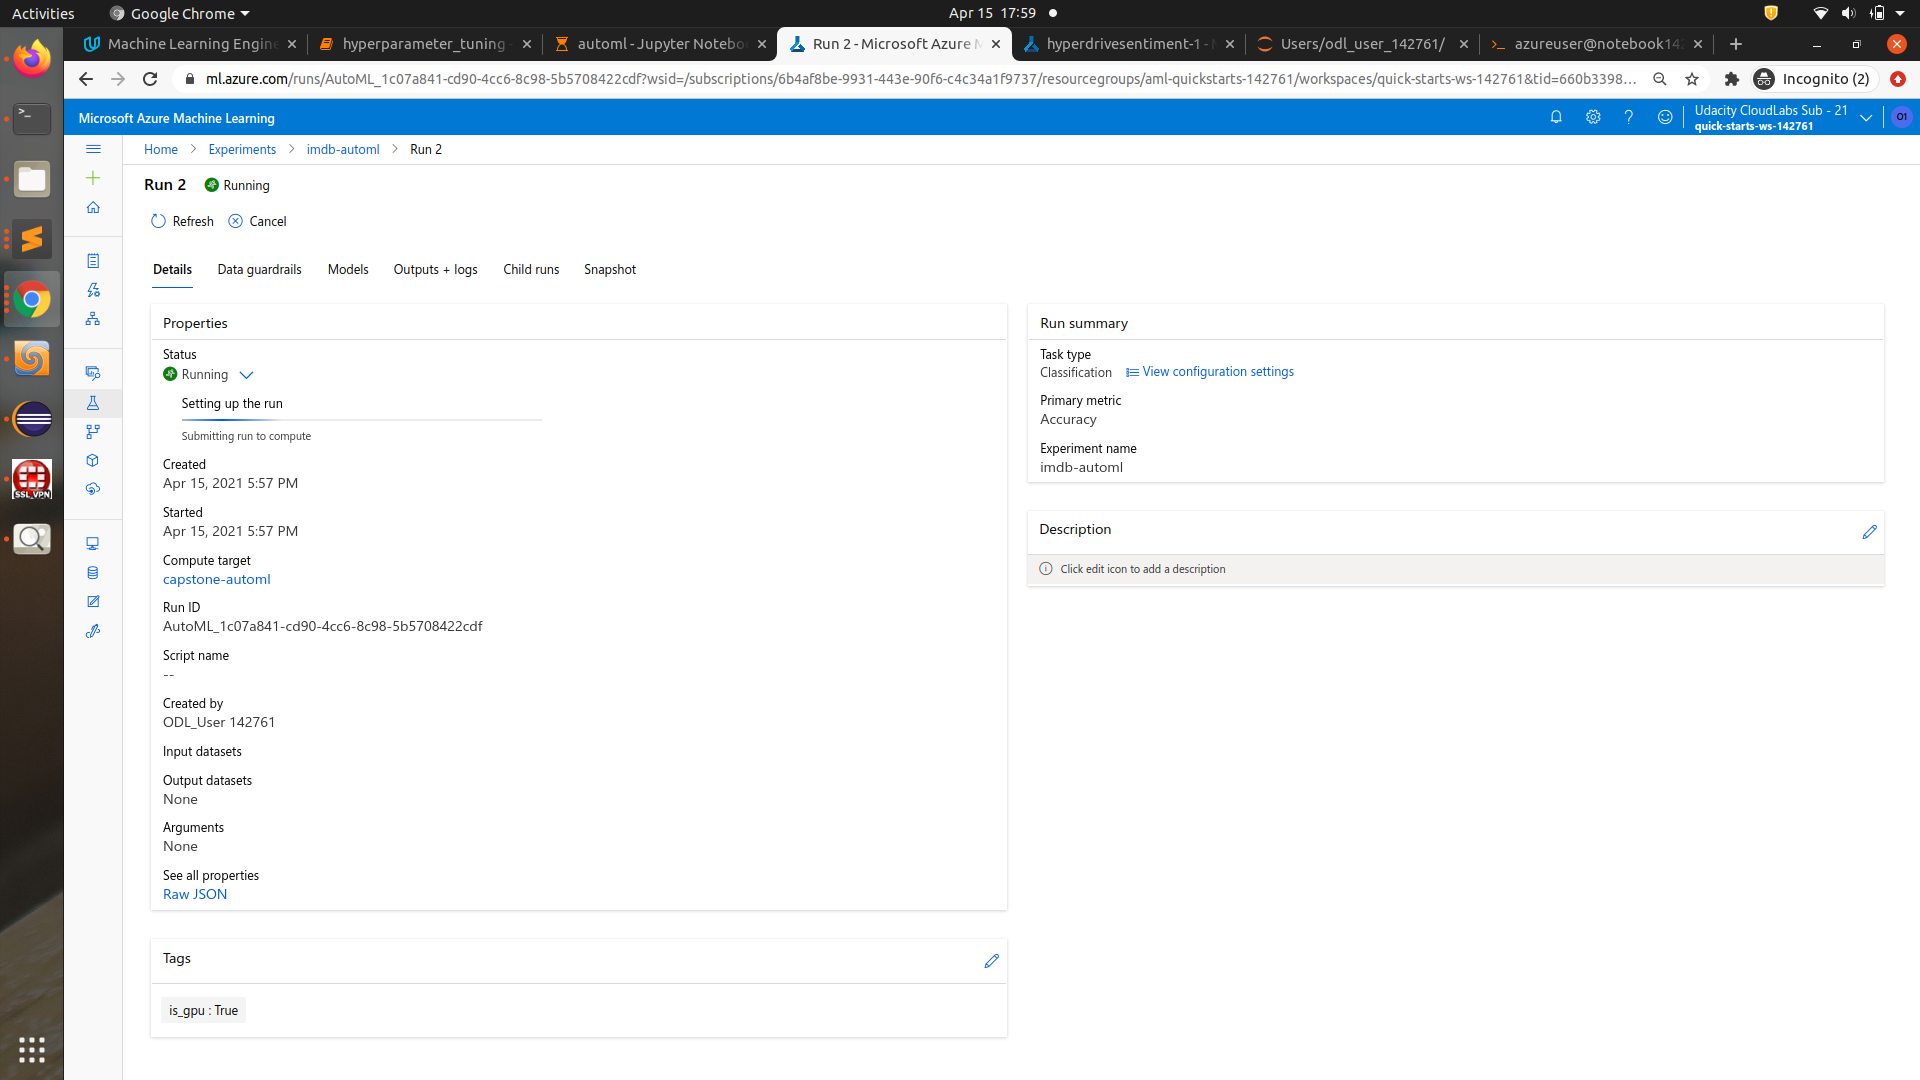 Activities
Google Chrome
Apr 15 17:59
Machine Learning Engine
hyperparameter_tuning
automl - Jupyter Notebo
Run 2 - Microsoft Azure M
hyperdrivesentiment-1 -
Users/odl_user_142761/
azureuser@notebook142
ml.azure.com/runs/AutoML_1c07a841-cd90-4cc6-8c98-5b5708422cdf?wsid=/subscriptions/6b4af8be-9931-443e-90f6-c4c34a1f9737/resourcegroups/aml-quickstarts-142761/workspaces/quick-starts-ws-142761&tid=660b3398...
Incognito (2)
Microsoft Azure Machine Learning
Udacity CloudLabs Sub - 21
quick-starts-ws-142761
O1
Home > Experiments > imdb-automl > Run 2
Run 2 Running
Refresh Cancel
Details Data guardrails Models Outputs + logs Child runs Snapshot
Properties
Status
Running
Setting up the run
Submitting run to compute
Created
Apr 15, 2021 5:57 PM
Started
Apr 15, 2021 5:57 PM
Compute target
capstone-automl
Run ID
AutoML_1c07a841-cd90-4cc6-8c98-5b5708422cdf
Script name
--
Created by
ODL_User 142761
Input datasets
Output datasets
None
Arguments
None
See all properties
Raw JSON
Tags
is_gpu : True
Run summary
Task type
Classification View configuration settings
Primary metric
Accuracy
Experiment name
imdb-automl
Description
Click edit icon to add a description
SSL VPN